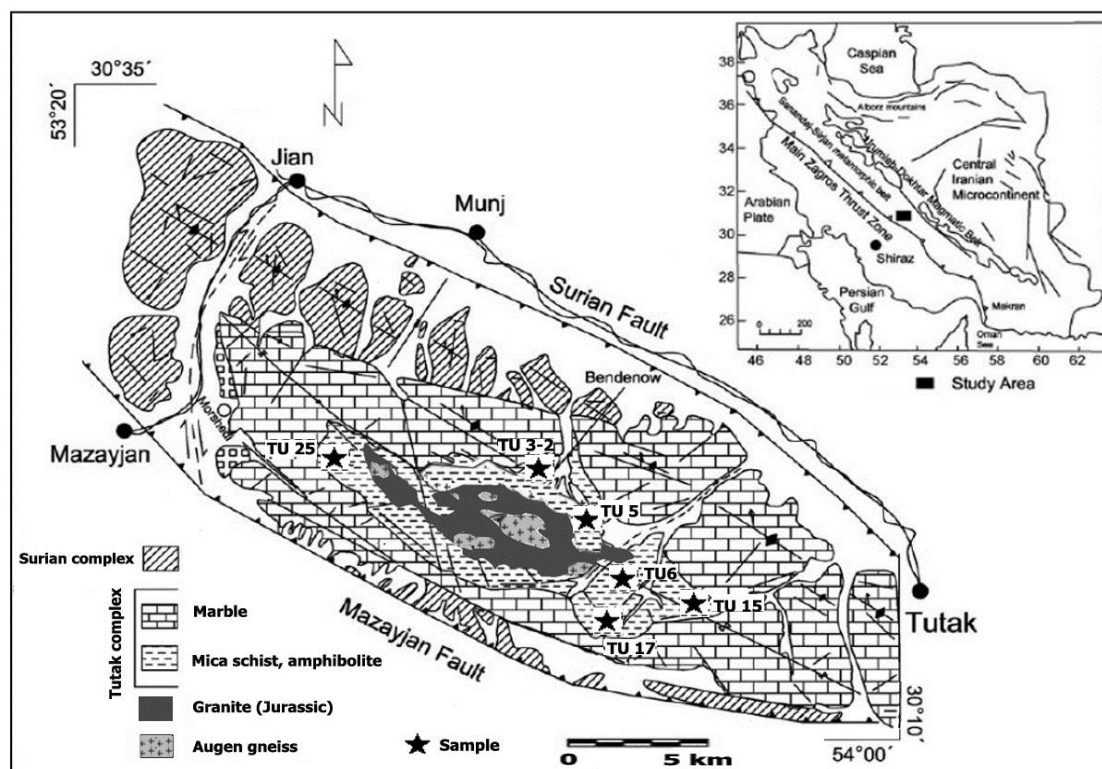 30°35´
53°20´
N
Jian
Munj
Surian Fault
Bendenow
Mazayjan
Morshedi
TU 25
TU 3-2
TU 5
TU6
TU 15
TU 17
Tutak
Mazayjan Fault
30°10´
54°00´
Surian complex
Tutak complex
Marble
Mica schist, amphibolite
Granite (Jurassic)
Augen gneiss
Sample
0 5 km
38
36
34
32
30
28
26
Caspian
Sea
Alborz mountains
Sanandaj-Sirjan metamorphic belt
Urumieh-Dokhtar Magmatic Belt
Main Zagros Thrust Zone
Central
Iranian
Microcontinent
Arabian
Plate
Shiraz
Persian
Gulf
Makran
Oman
Sea
0 200
46 48 50 52 54 56 58 60 62
Study Area